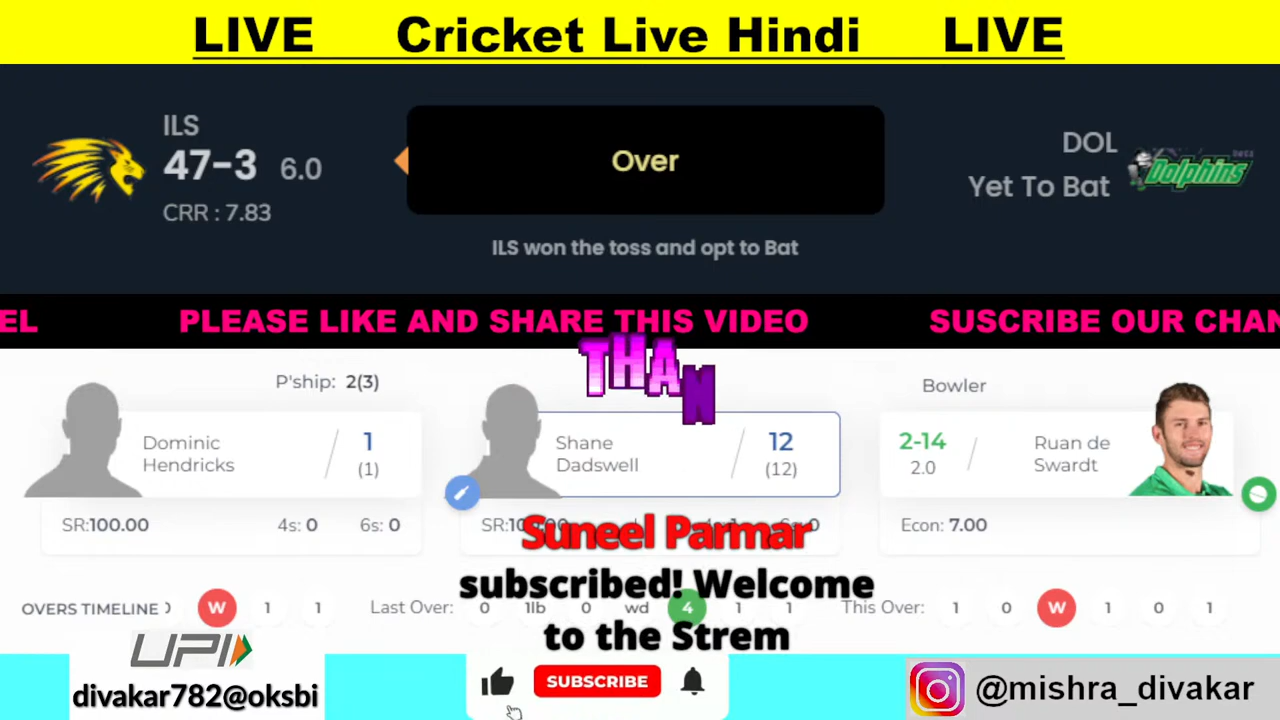 LIVE Cricket Live Hindi LIVE
ILS
47-3 6.0
CRR : 7.83
Over
ILS won the toss and opt to Bat
DOL
Yet To Bat
Dolphins
EL PLEASE LIKE AND SHARE THIS VIDEO SUSCRIBE OUR CHAN
THAN
P'ship: 2(3)
Dominic
Hendricks
1
(1)
SR:100.00 4s: 0 6s: 0
Shane
Dadswell
12
(12)
Bowler
2-14
2.0
Ruan de
Swardt
Econ: 7.00
Suneel Parmar
subscribed! Welcome
to the Strem
OVERS TIMELINE W 1 1 Last Over: 0 1lb 0 wd 4 1 1 This Over: 1 0 W 1 0 1
UPI
divakar782@oksbi
SUBSCRIBE
@mishra_divakar